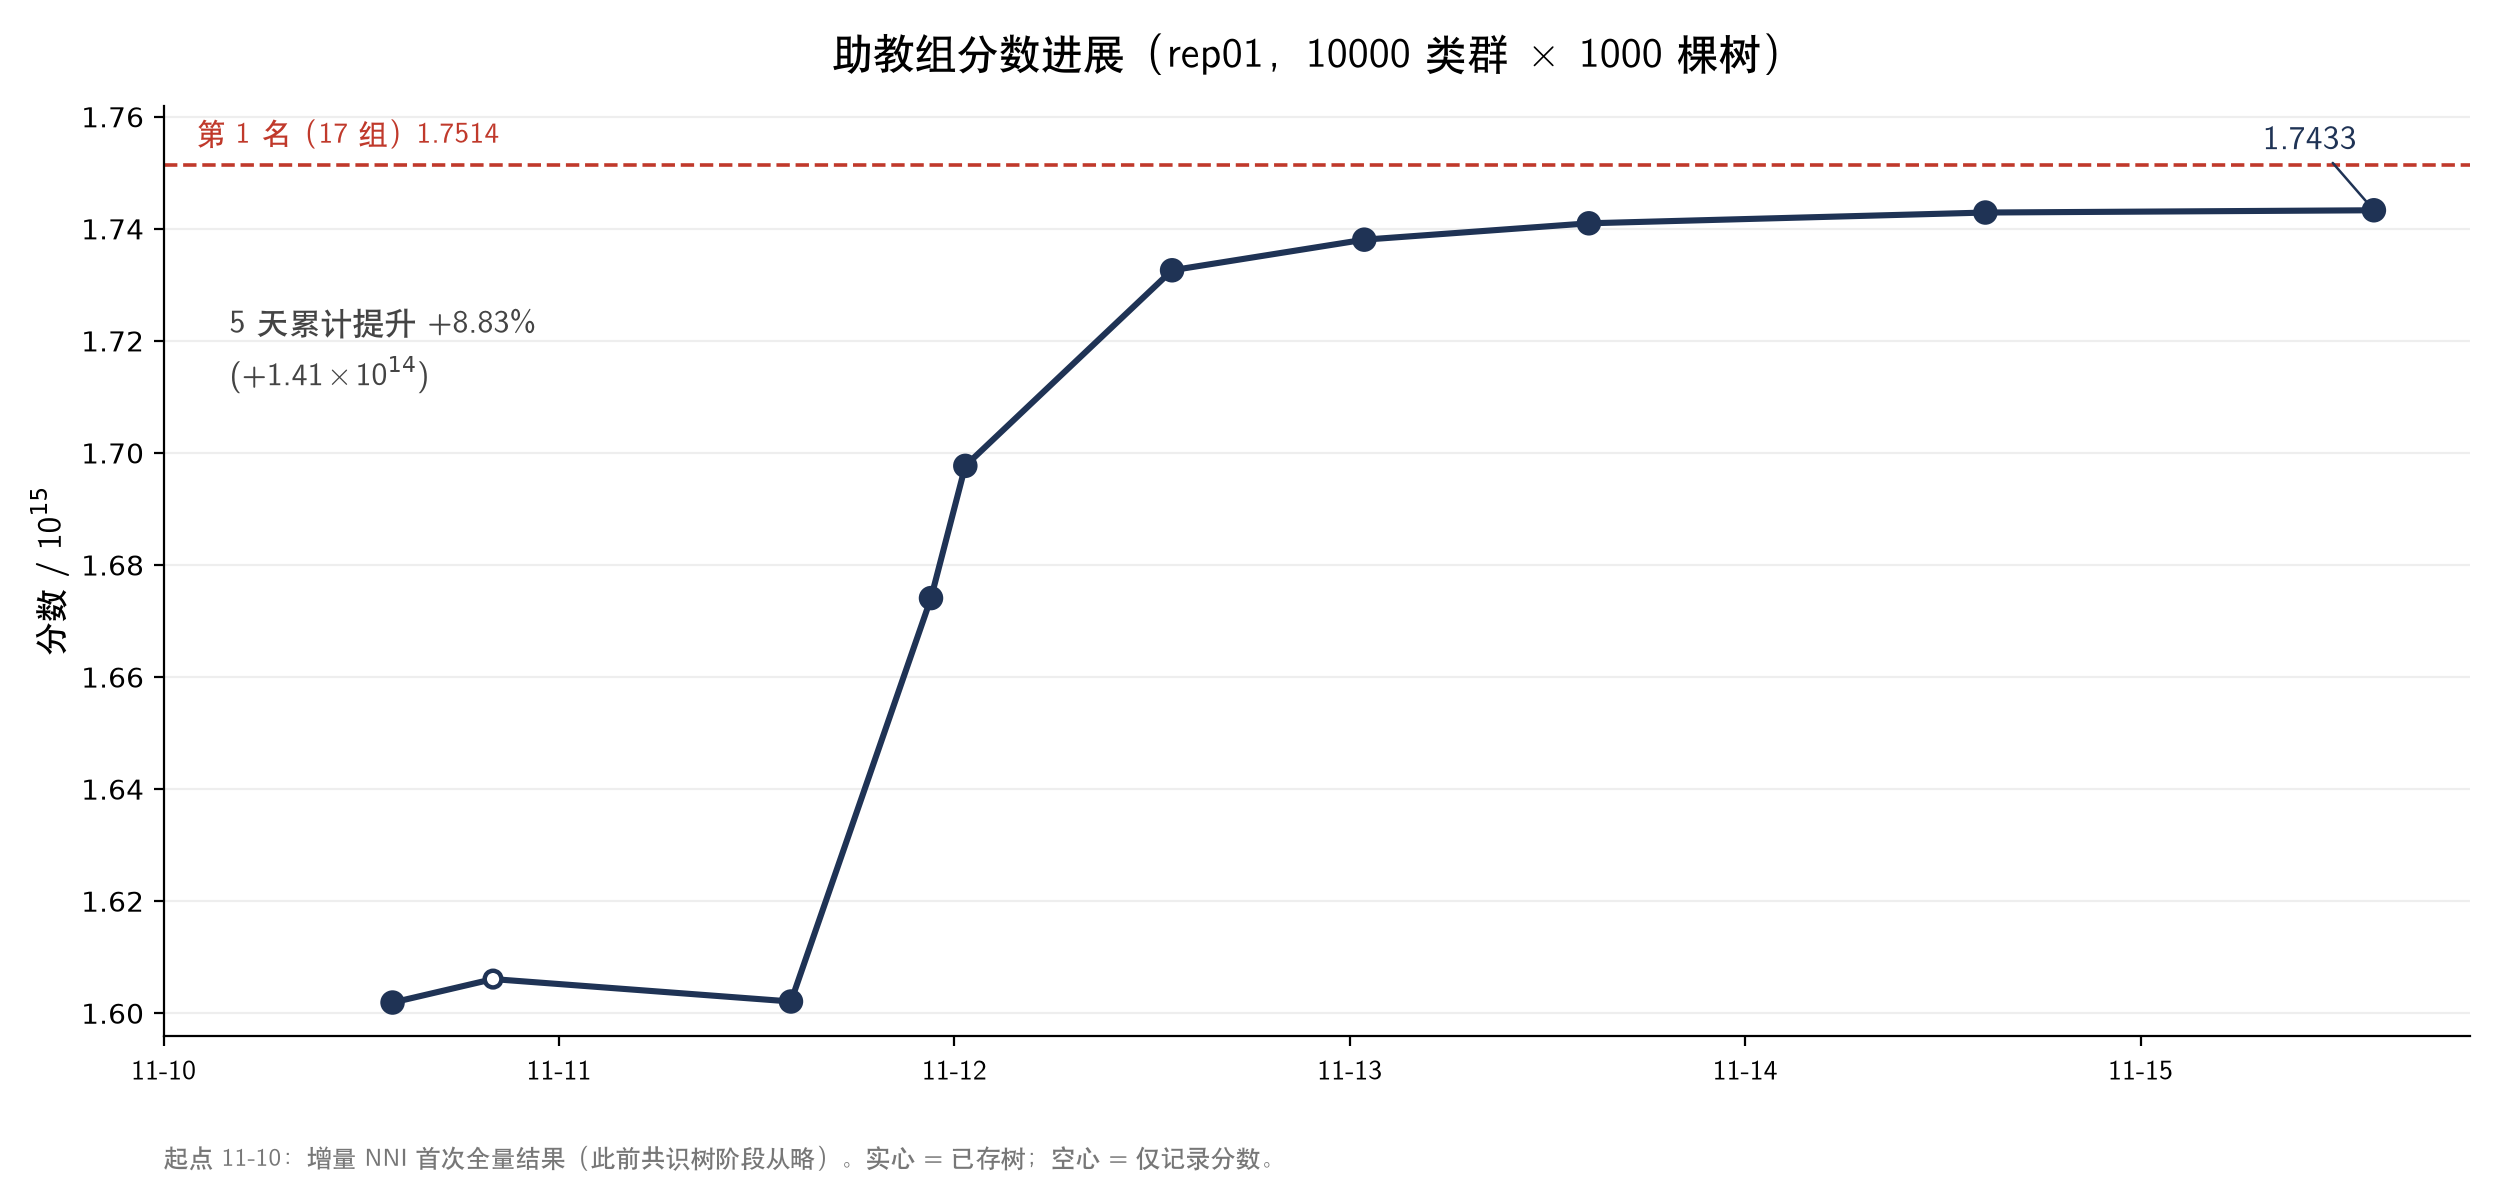 助教组分数进展 (rep01, 10000 类群 × 1000 棵树)
1.76
第 1 名 (17 组) 1.7514
1.7433
1.74
5 天累计提升 +8.83%
(+1.41×10¹⁴)
1.72
1.70
分数 / 10¹⁵
1.68
1.66
1.64
1.62
1.60
11-10 11-11 11-12 11-13 11-14 11-15
起点 11-10: 增量 NNI 首次全量结果 (此前共识树阶段从略) 。实心 = 已存树; 空心 = 仅记录分数。